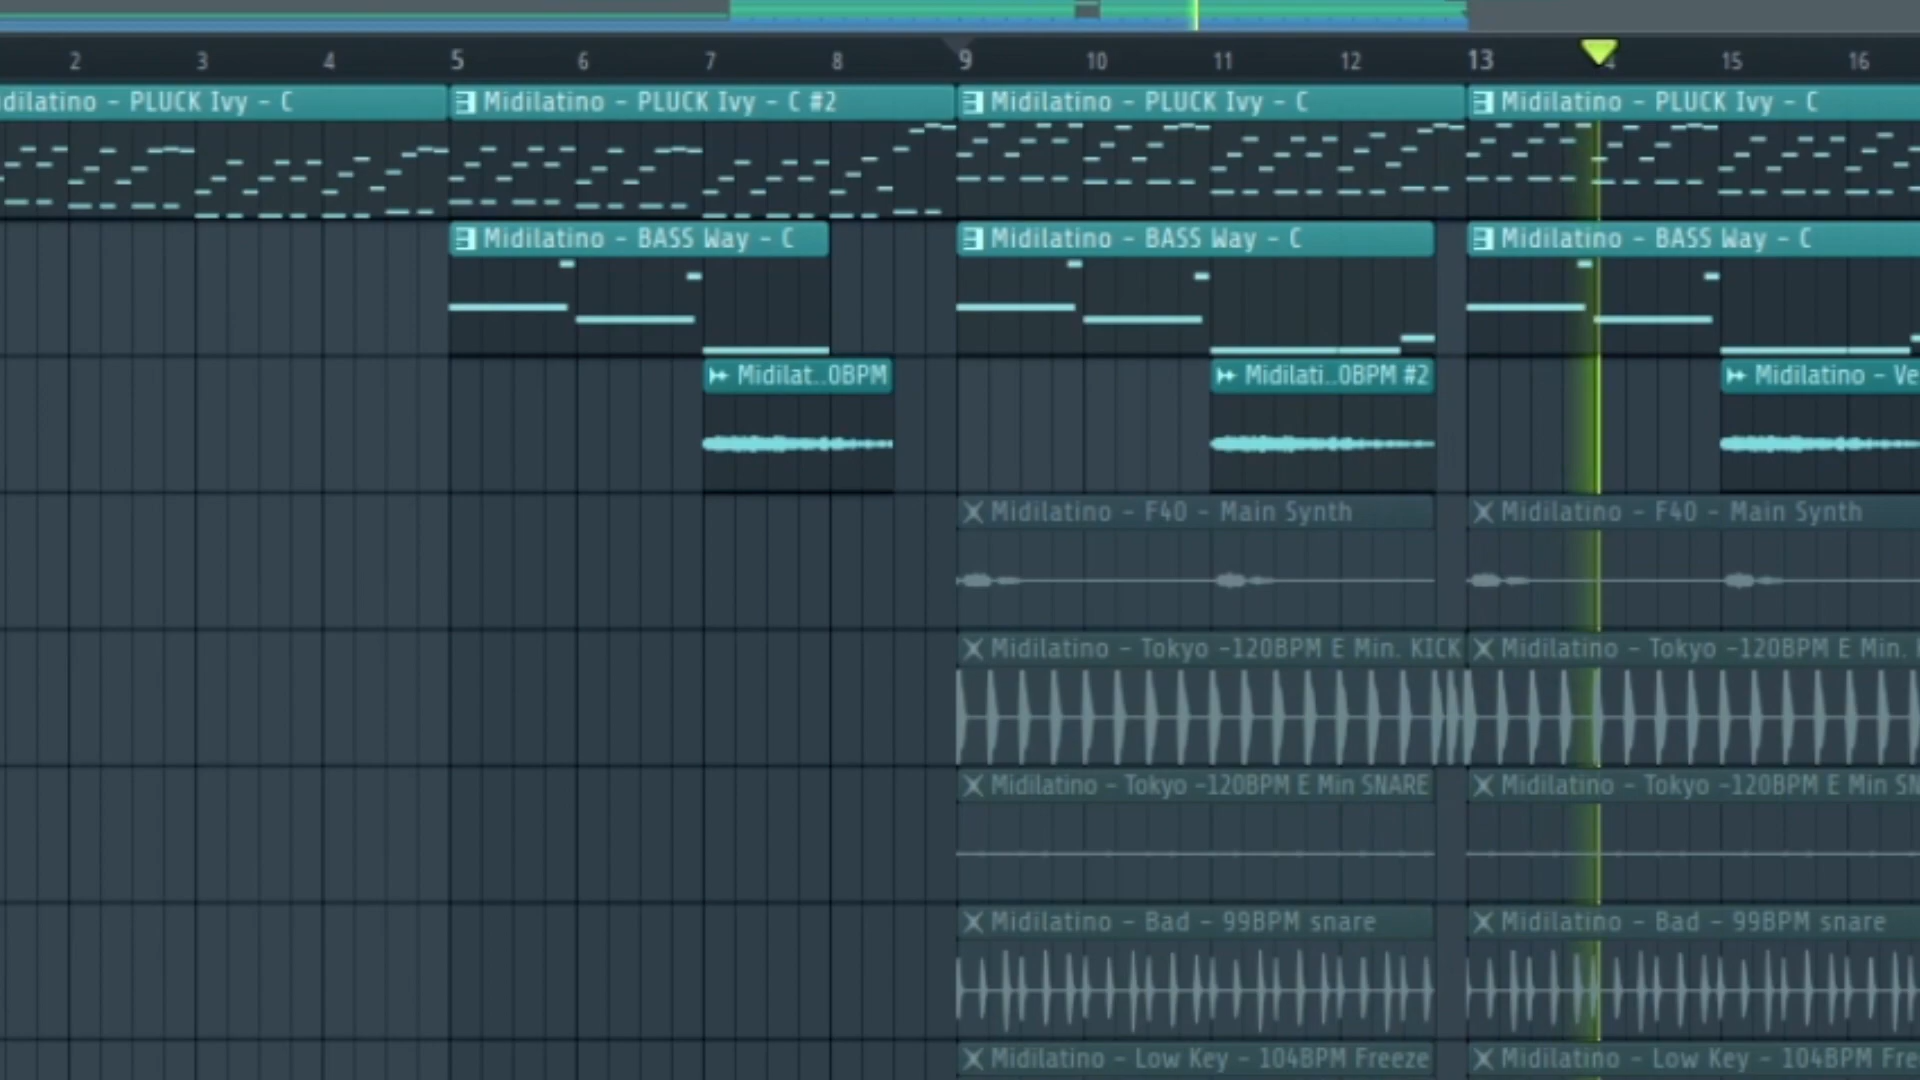 2 3 4 5 6 7 8 9 10 11 12 13 15 16
dilatino - PLUCK Ivy - C Midilatino - PLUCK Ivy - C #2 Midilatino - PLUCK Ivy - C Midilatino - PLUCK Ivy - C
Midilatino - BASS Way - C Midilatino - BASS Way - C Midilatino - BASS Way - C
Midilat..0BPM Midilati..0BPM #2 Midilatino - Ve
Midilatino - F40 - Main Synth Midilatino - F40 - Main Synth
Midilatino - Tokyo -120BPM E Min. KICK Midilatino - Tokyo -120BPM E Min.
Midilatino - Tokyo -120BPM E Min SNARE Midilatino - Tokyo -120BPM E Min SN
Midilatino - Bad - 99BPM snare Midilatino - Bad - 99BPM snare
Midilatino - Low Key - 104BPM Freeze Midilatino - Low Key - 104BPM Fre